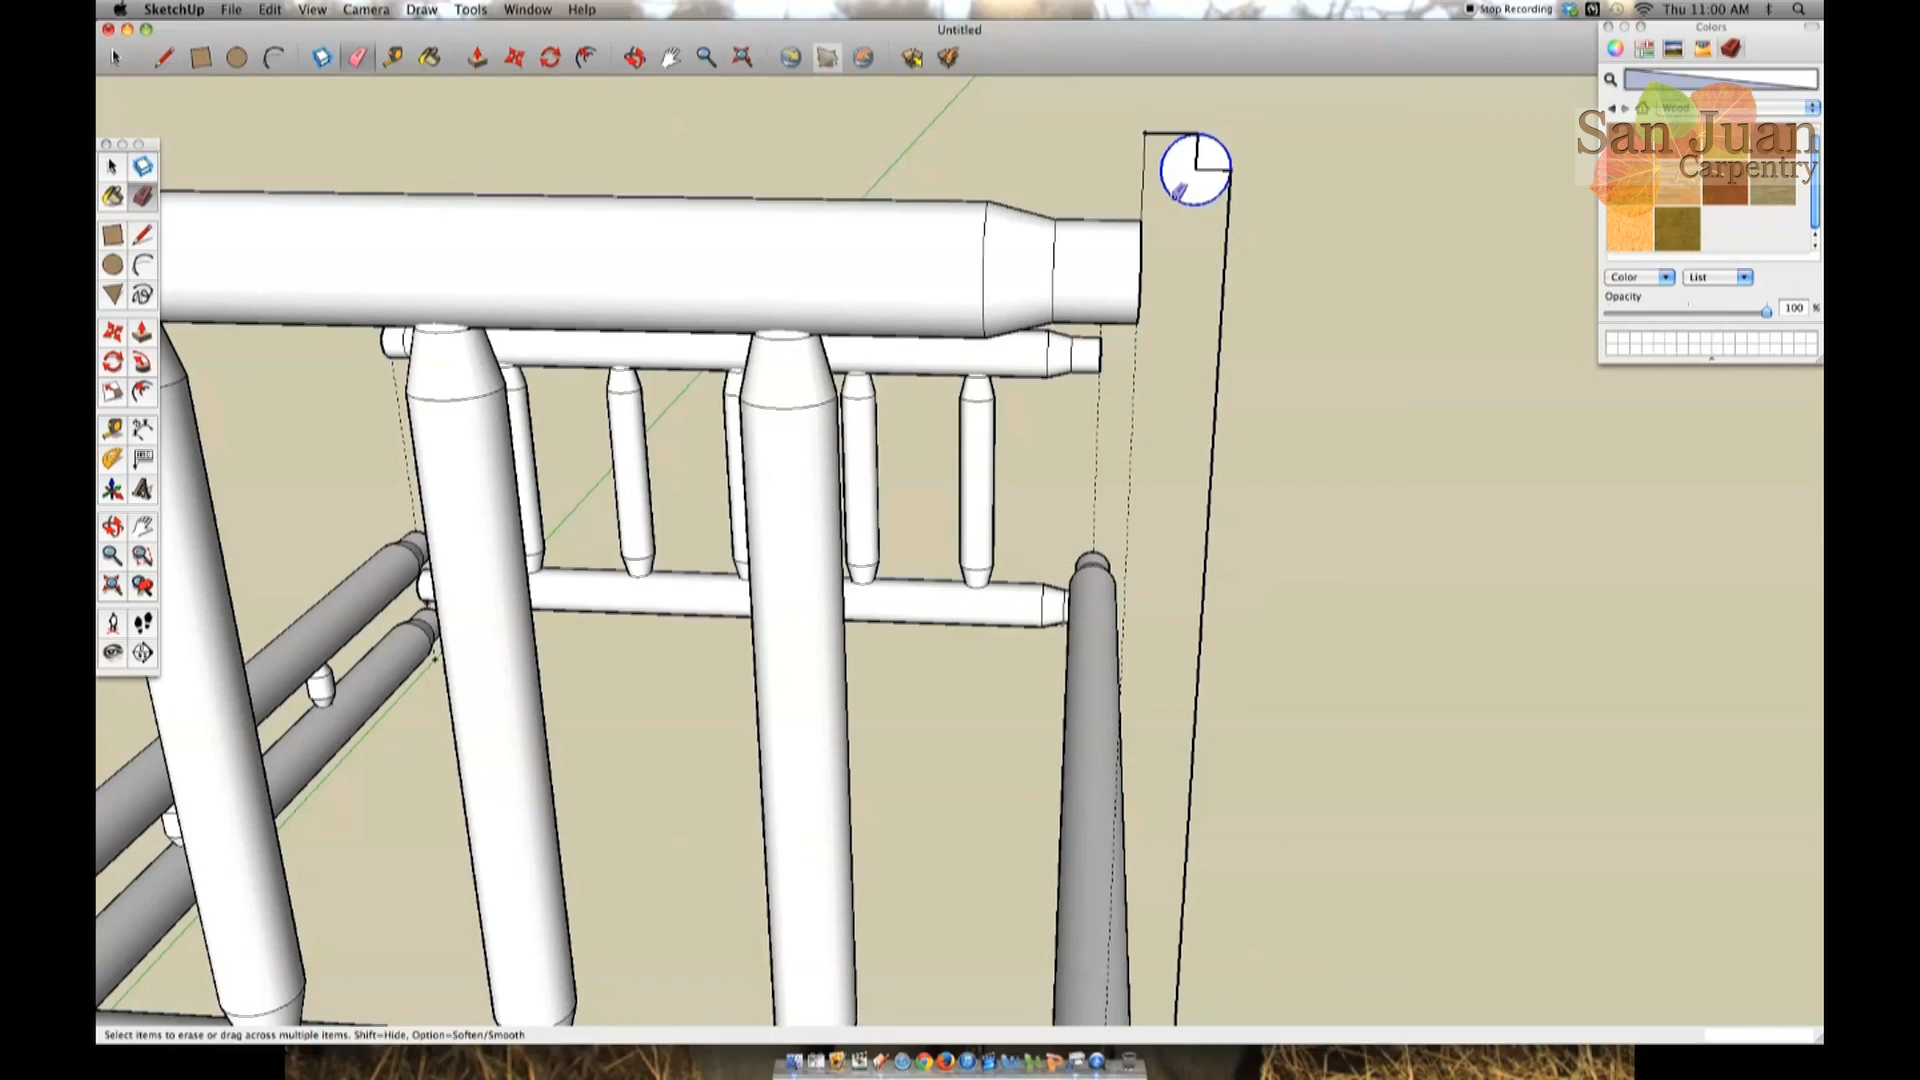 SketchUp File Edit View Camera Draw Tools Window Help
Stop Recording Thu 11:00 AM
Untitled
Colors
Wood
San Juan
Carpentry
Color List
Opacity
100 %
Select items to erase or drag across multiple items. Shift=Hide, Option=Soften/Smooth